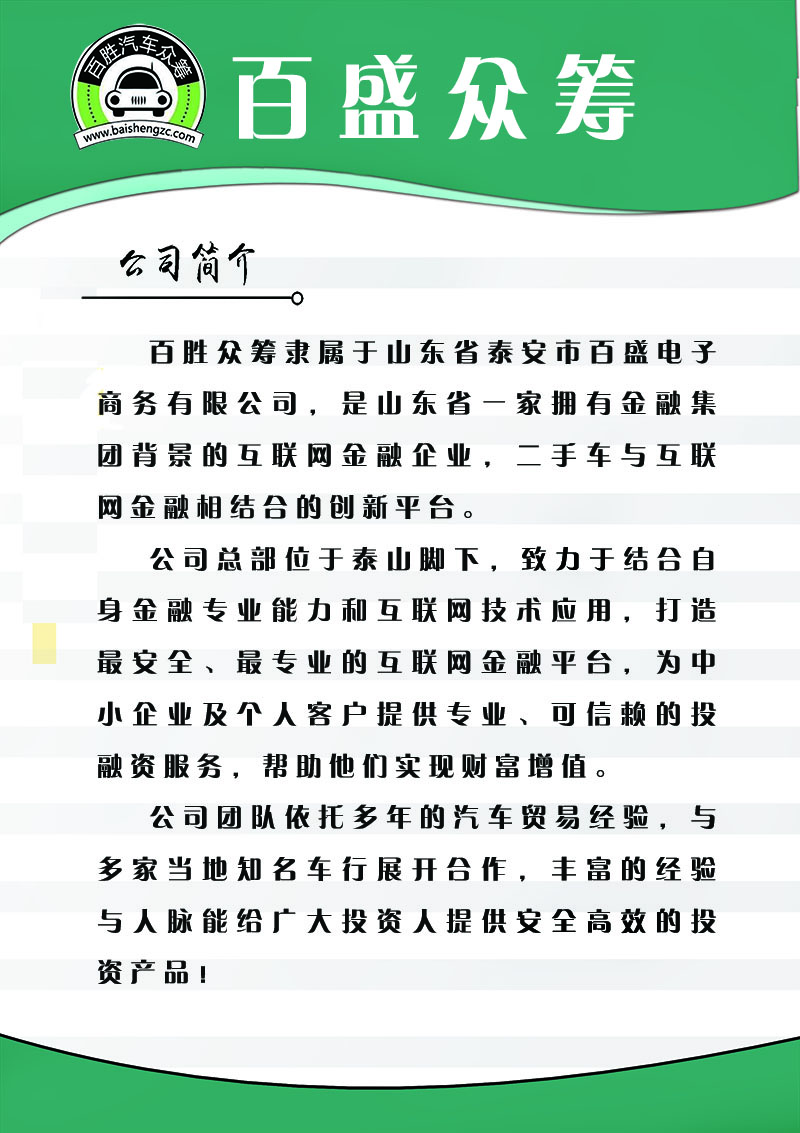 百胜汽车众筹
www.baishengzc.com
百盛众筹
公司简介
百胜众筹隶属于山东省泰安市百盛电子
商务有限公司，是山东省一家拥有金融集
团背景的互联网金融企业，二手车与互联
网金融相结合的创新平台。
公司总部位于泰山脚下，致力于结合自
身金融专业能力和互联网技术应用，打造
最安全、最专业的互联网金融平台，为中
小企业及个人客户提供专业、可信赖的投
融资服务，帮助他们实现财富增值。
公司团队依托多年的汽车贸易经验，与
多家当地知名车行展开合作，丰富的经验
与人脉能给广大投资人提供安全高效的投
资产品！